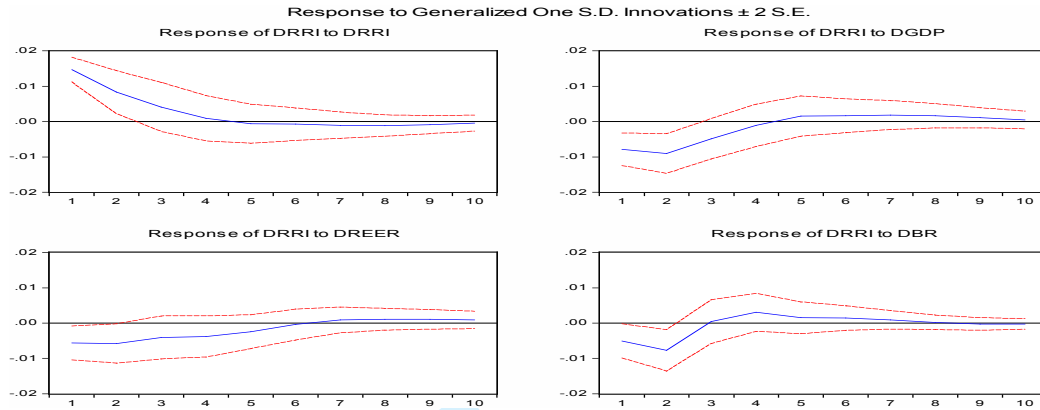 Response to Generalized One S.D. Innovations ± 2 S.E.
Response of DRRI to DRRI
.02
.01
.00
-.01
-.02
1 2 3 4 5 6 7 8 9 10
Response of DRRI to DGDP
.02
.01
.00
-.01
-.02
1 2 3 4 5 6 7 8 9 10
Response of DRRI to DREER
.02
.01
.00
-.01
-.02
1 2 3 4 5 6 7 8 9 10
Response of DRRI to DBR
.02
.01
.00
-.01
-.02
1 2 3 4 5 6 7 8 9 10